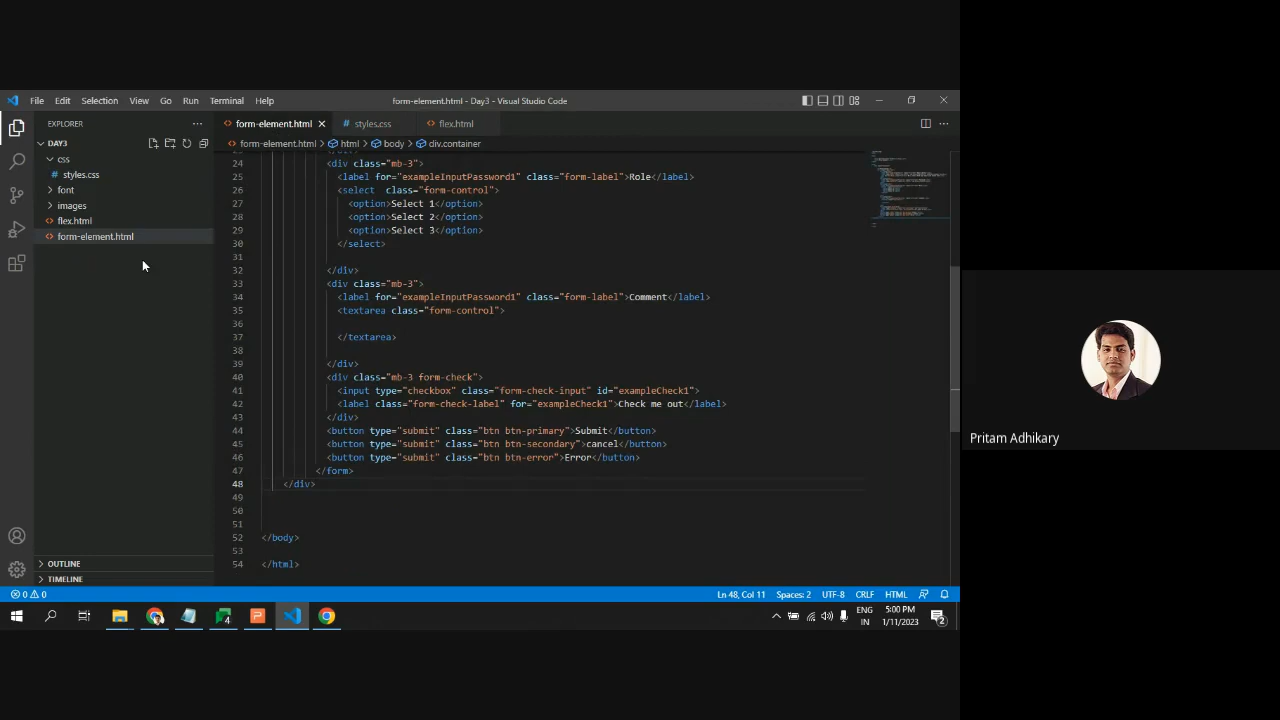 File Edit Selection View Go Run Terminal Help
form-element.html - Day3 - Visual Studio Code
EXPLORER
DAY3
css
styles.css
font
images
flex.html
form-element.html
OUTLINE
TIMELINE
form-element.html styles.css flex.html
form-element.html > html > body > div.container
24 <div class="mb-3">
25 <label for="exampleInputPassword1" class="form-label">Role</label>
26 <select  class="form-control">
27 <option>Select 1</option>
28 <option>Select 2</option>
29 <option>Select 3</option>
30 </select>
31
32 </div>
33 <div class="mb-3">
34 <label for="exampleInputPassword1" class="form-label">Comment</label>
35 <textarea class="form-control">
36
37 </textarea>
38
39 </div>
40 <div class="mb-3 form-check">
41 <input type="checkbox" class="form-check-input" id="exampleCheck1">
42 <label class="form-check-label" for="exampleCheck1">Check me out</label>
43 </div>
44 <button type="submit" class="btn btn-primary">Submit</button>
45 <button type="submit" class="btn btn-secondary">cancel</button>
46 <button type="submit" class="btn btn-error">Error</button>
47 </form>
48 </div>
49
50
51
52 </body>
53
54 </html>
0 0 Ln 48, Col 11 Spaces: 2 UTF-8 CRLF HTML
4
ENG
IN
5:00 PM
1/11/2023
2
Pritam Adhikary